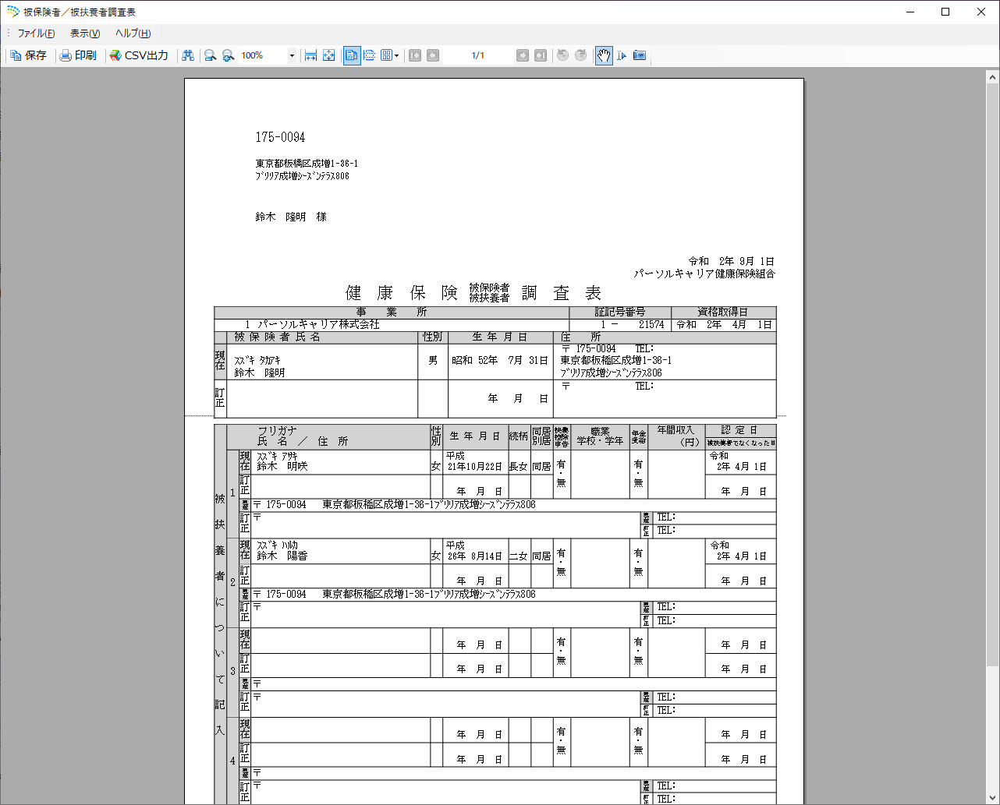 被保険者／被扶養者調査表
ファイル(F) 表示(V) ヘルプ(H)
保存 印刷 CSV出力 100% 1/1
175-0094
東京都板橋区成増1-36-1
ﾌﾞﾘﾘｱ成増ｼｰｽﾞﾝﾃﾗｽ806
鈴木　隆明　様
令和　2年 9月 1日
パーソルキャリア健康保険組合
健 康 保 険 被保険者 被扶養者 調 査 表
事 業 所 証記号番号 資格取得日
1 パーソルキャリア株式会社 1 － 21574 令和 2年 4月 1日
被 保 険 者 氏 名 性別 生 年 月 日 住 所
現在 ｽｽﾞｷ ﾀｶｱｷ 鈴木　隆明 男 昭和 52年 7月 31日 〒 175-0094 TEL:
東京都板橋区成増1-36-1
ﾌﾞﾘﾘｱ成増ｼｰｽﾞﾝﾃﾗｽ806
訂正 年 月 日 〒 TEL:
フリガナ 氏 名 ／ 住 所 性別 生 年 月 日 続柄 同居別居 扶養控除申告 職業 学校・学年 年金受給 年間収入 (円) 認 定 日 被扶養者でなくなった日
被扶養者について記入
1 現在 ｽｽﾞｷ ｱｻｷ 鈴木　明咲 女 平成 21年10月22日 長女 同居 有・無 有・無 令和 2年 4月 1日
訂正 年 月 日 年 月 日
現在 〒 175-0094 東京都板橋区成増1-36-1ﾌﾞﾘﾘｱ成増ｼｰｽﾞﾝﾃﾗｽ806
訂正 〒 現在 TEL:
訂正 TEL:
2 現在 ｽｽﾞｷ ﾊﾙｶ 鈴木　陽香 女 平成 26年 8月14日 二女 同居 有・無 有・無 令和 2年 4月 1日
訂正 年 月 日 年 月 日
現在 〒 175-0094 東京都板橋区成増1-36-1ﾌﾞﾘﾘｱ成増ｼｰｽﾞﾝﾃﾗｽ806
訂正 〒 現在 TEL:
訂正 TEL:
3 現在 年 月 日 有・無 有・無 年 月 日
訂正 年 月 日 年 月 日
現在 〒
訂正 〒 現在 TEL:
訂正 TEL:
4 現在 年 月 日 有・無 有・無 年 月 日
訂正 年 月 日 年 月 日
現在 〒
訂正 〒 現在 TEL:
訂正 TEL: